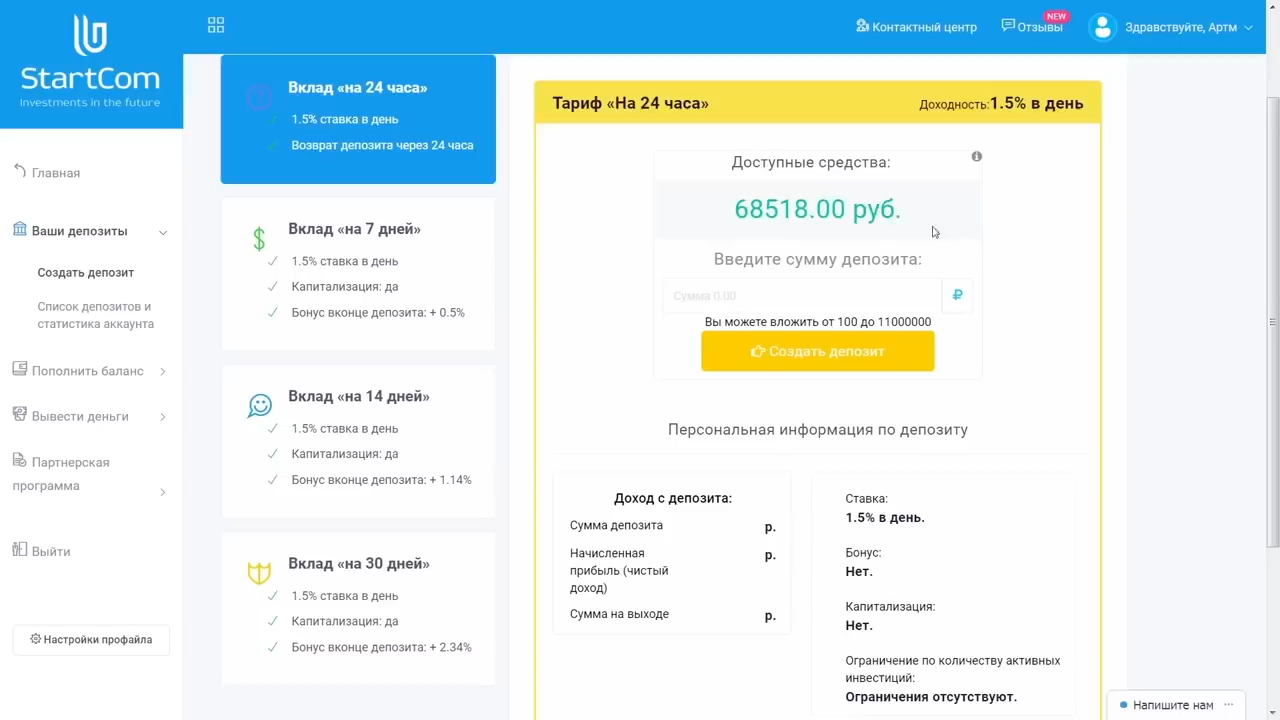 StartCom
Investments in the future
Контактный центр
Отзывы
NEW
Здравствуйте, Артм
Главная
Ваши депозиты
Создать депозит
Список депозитов и
статистика аккаунта
Пополнить баланс
Вывести деньги
Партнерская
программа
Выйти
Настройки профиля
Вклад «на 24 часа»
1.5% ставка в день
Возврат депозита через 24 часа
Вклад «на 7 дней»
1.5% ставка в день
Капитализация: да
Бонус вконце депозита: + 0.5%
Вклад «на 14 дней»
1.5% ставка в день
Капитализация: да
Бонус вконце депозита: + 1.14%
Вклад «на 30 дней»
1.5% ставка в день
Капитализация: да
Бонус вконце депозита: + 2.34%
Тариф «На 24 часа»
Доходность:1.5% в день
Доступные средства:
68518.00 руб.
Введите сумму депозита:
Сумма 0.00
₽
Вы можете вложить от 100 до 11000000
Создать депозит
Персональная информация по депозиту
Доход с депозита:
Сумма депозита р.
Начисленная
прибыль (чистый р.
доход)
Сумма на выходе р.
Ставка:
1.5% в день.
Бонус:
Нет.
Капитализация:
Нет.
Ограничение по количеству активных
инвестиций:
Ограничения отсутствуют.
Напишите нам